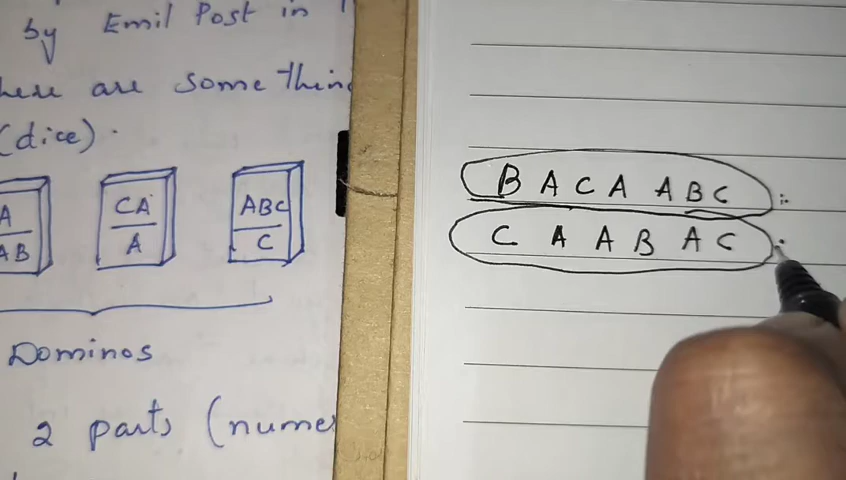 by Emil Post in
here are some thin
(dice).
A
AB
CA
A
ABC
C
Dominos
2 parts (nume
B A C A A B C
C A A B A C